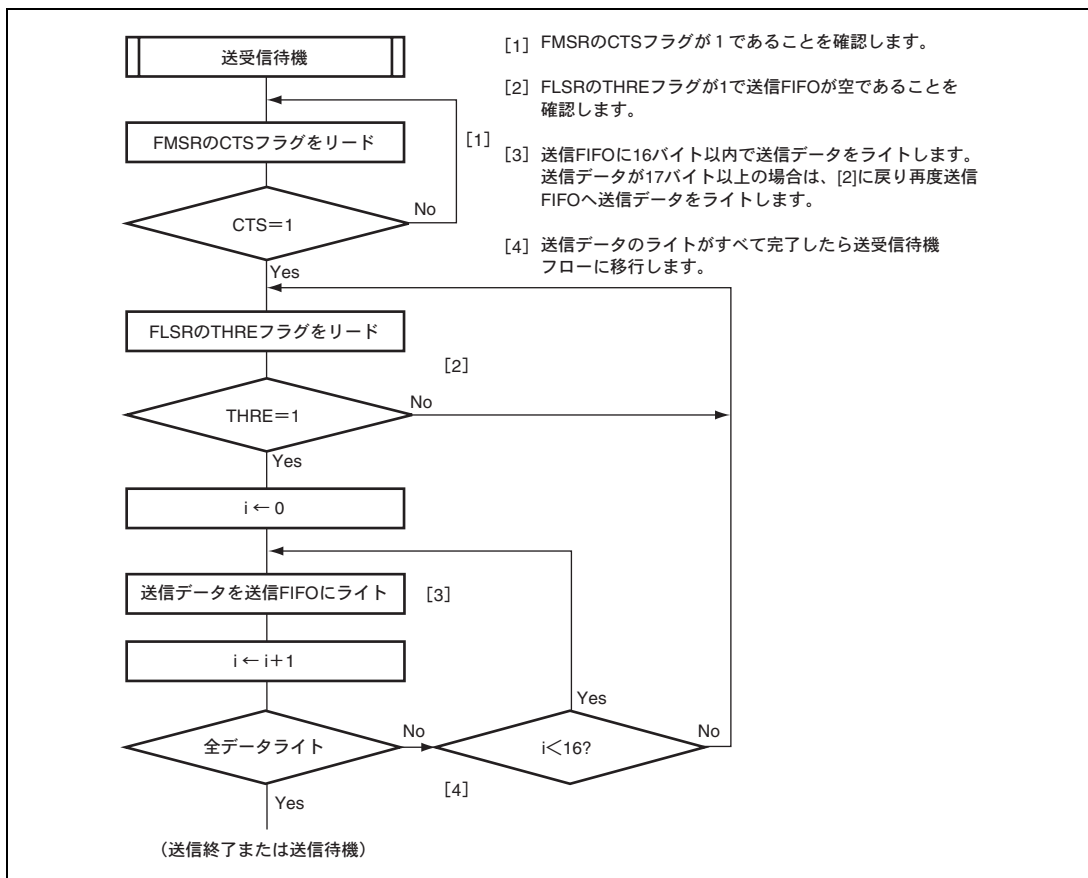 送受信待機
FMSRのCTSフラグをリード
[1]
CTS＝1
No
Yes
FLSRのTHREフラグをリード
[2]
THRE＝1
No
Yes
i ← 0
送信データを送信FIFOにライト
[3]
i ← i＋1
全データライト
No
i＜16?
Yes
No
[4]
Yes
（送信終了または送信待機）
[1] FMSRのCTSフラグが１であることを確認します。
[2] FLSRのTHREフラグが1で送信FIFOが空であることを
確認します。
[3] 送信FIFOに16バイト以内で送信データをライトします。
送信データが17バイト以上の場合は、[2]に戻り再度送信
FIFOへ送信データをライトします。
[4] 送信データのライトがすべて完了したら送受信待機
フローに移行します。